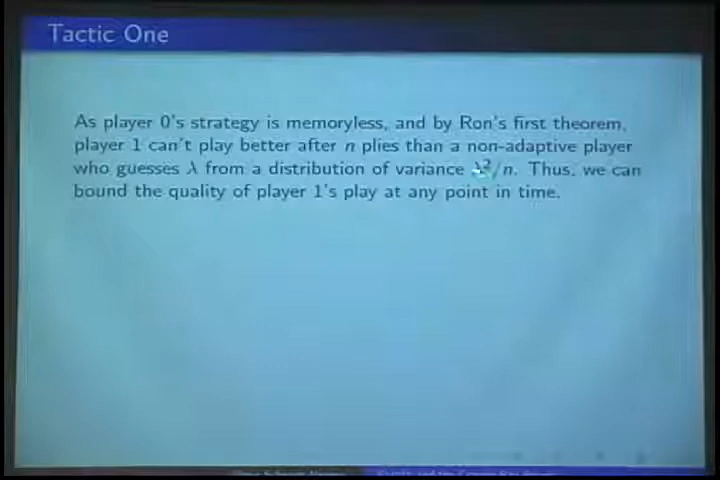 Tactic One
As player 0's strategy is memoryless, and by Ron's first theorem,
player 1 can't play better after n plies than a non-adaptive player
who guesses λ from a distribution of variance λ²/n. Thus, we can
bound the quality of player 1's play at any point in time.